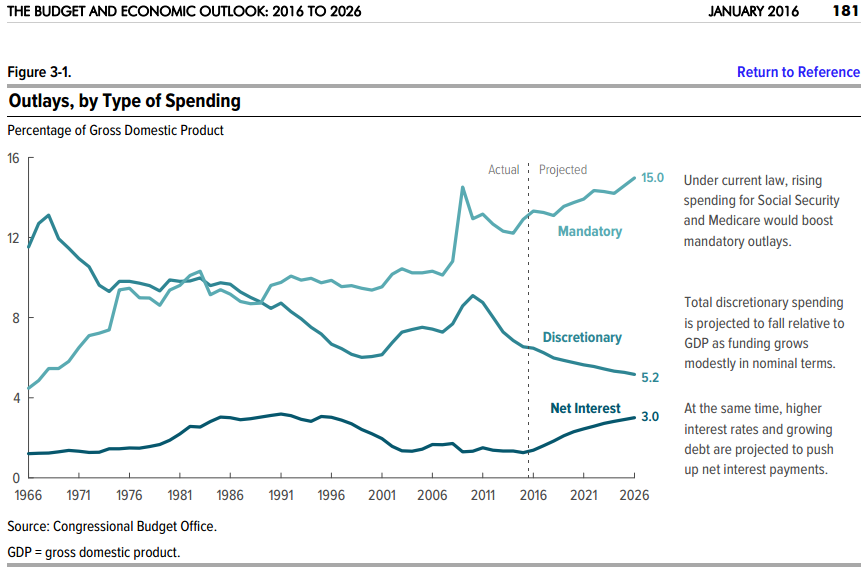 THE BUDGET AND ECONOMIC OUTLOOK: 2016 TO 2026 JANUARY 2016 181
Figure 3-1. Return to Reference
Outlays, by Type of Spending
Percentage of Gross Domestic Product
16
Actual Projected
15.0
Under current law, rising
spending for Social Security
and Medicare would boost
mandatory outlays.
Mandatory
12
Total discretionary spending
is projected to fall relative to
GDP as funding grows
modestly in nominal terms.
8
Discretionary
5.2
4
Net Interest
3.0
At the same time, higher
interest rates and growing
debt are projected to push
up net interest payments.
0
1966 1971 1976 1981 1986 1991 1996 2001 2006 2011 2016 2021 2026
Source: Congressional Budget Office.
GDP = gross domestic product.